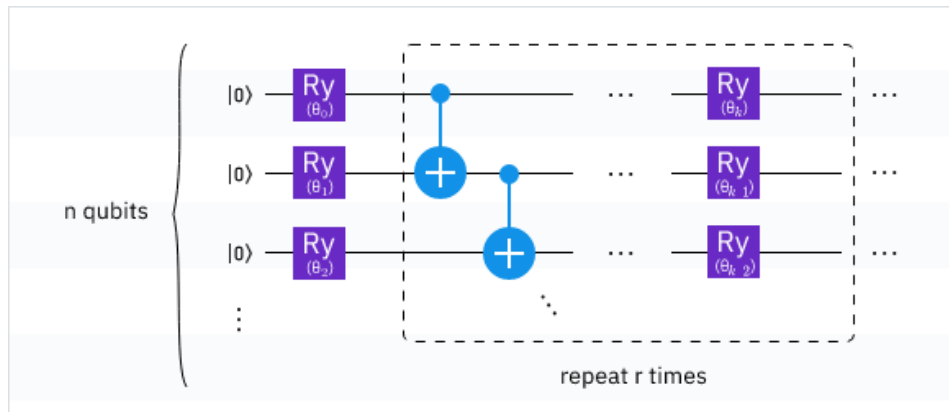 |0⟩ Ry (θ₀) ... Ry (θₖ) ...
n qubits |0⟩ Ry (θ₁) ... Ry (θₖ ₁) ...
|0⟩ Ry (θ₂) ... Ry (θₖ ₂) ...
repeat r times